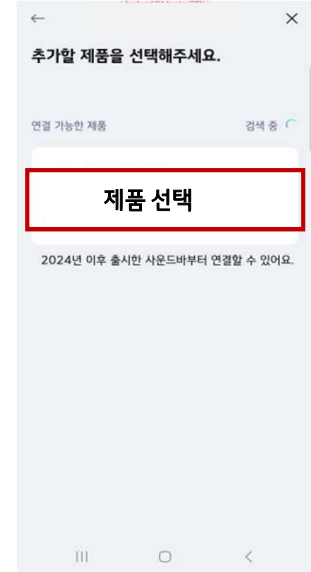 추가할 제품을 선택해주세요.
연결 가능한 제품 검색 중
제품 선택
2024년 이후 출시한 사운드바부터 연결할 수 있어요.